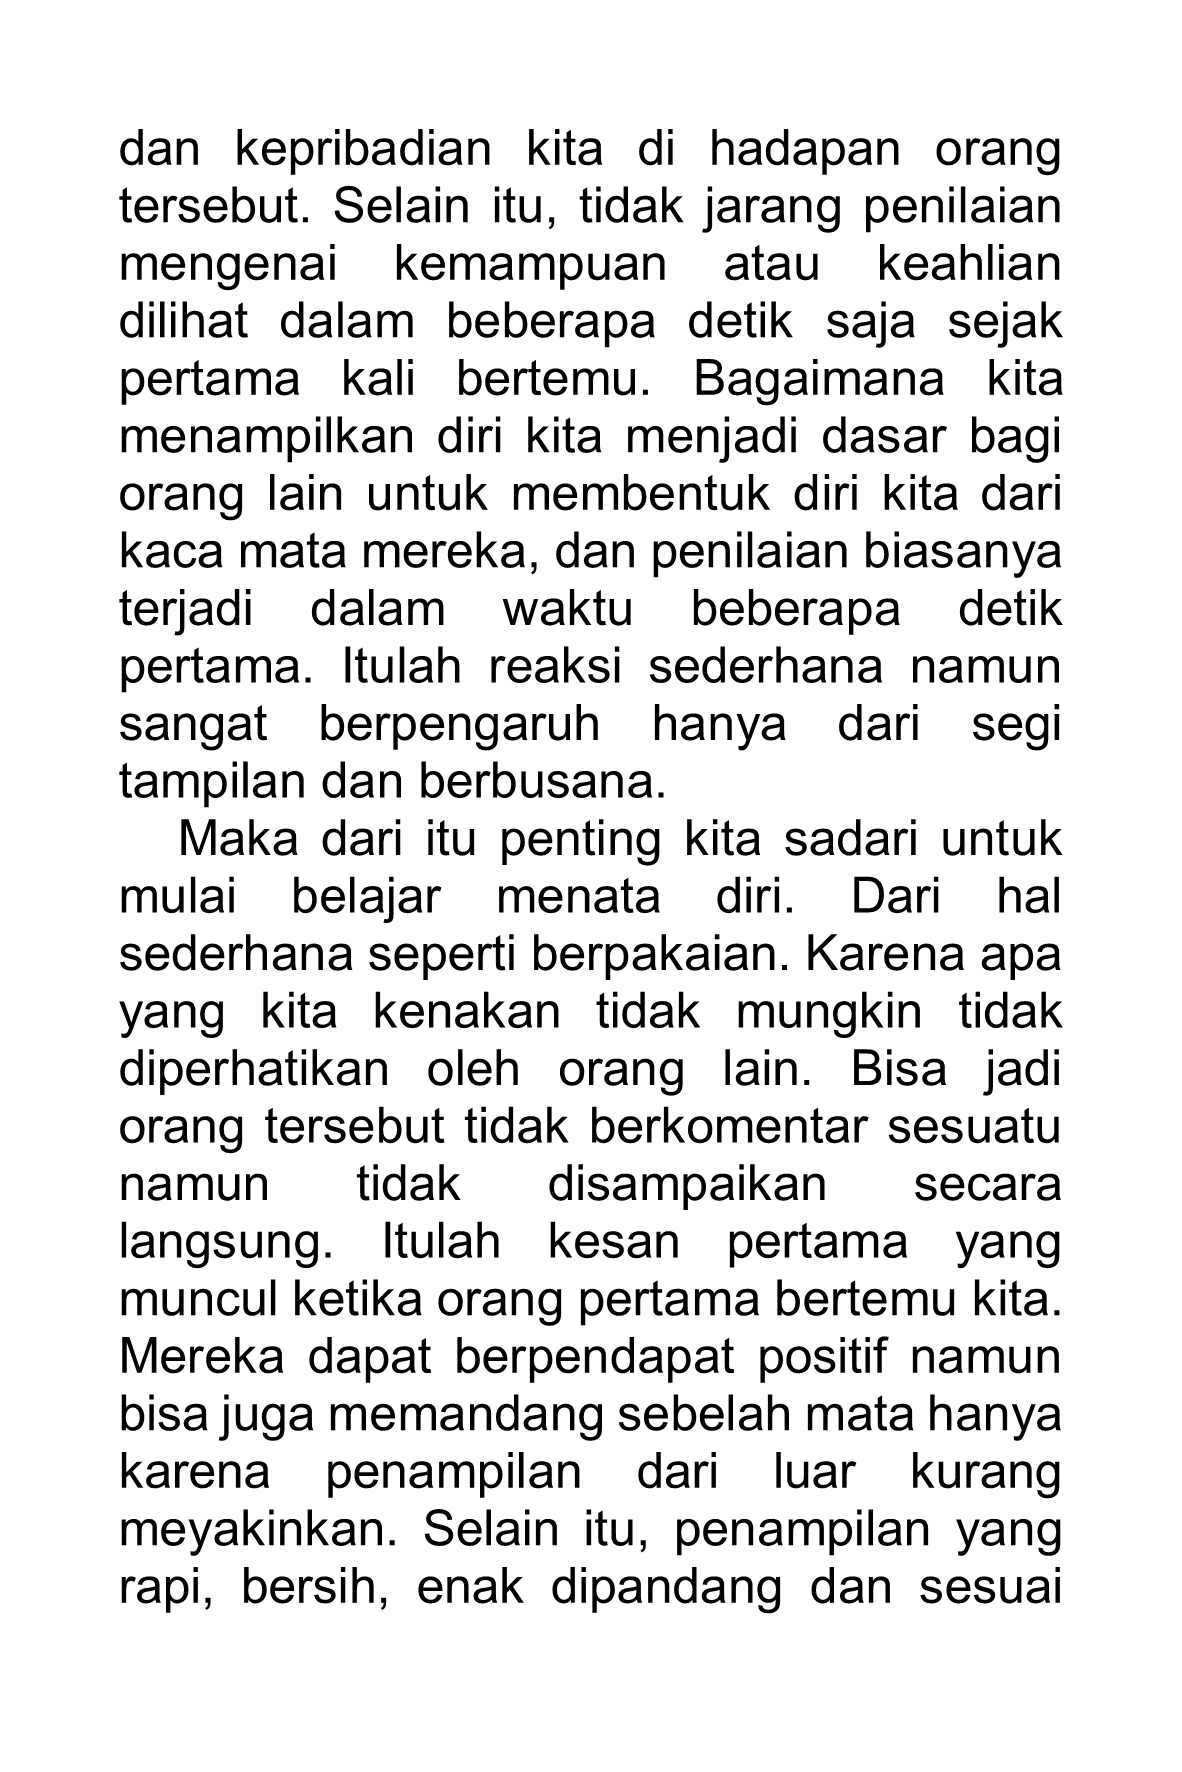 dan kepribadian kita di hadapan orang
tersebut. Selain itu, tidak jarang penilaian
mengenai kemampuan atau keahlian
dilihat dalam beberapa detik saja sejak
pertama kali bertemu. Bagaimana kita
menampilkan diri kita menjadi dasar bagi
orang lain untuk membentuk diri kita dari
kaca mata mereka, dan penilaian biasanya
terjadi dalam waktu beberapa detik
pertama. Itulah reaksi sederhana namun
sangat berpengaruh hanya dari segi
tampilan dan berbusana.
Maka dari itu penting kita sadari untuk
mulai belajar menata diri. Dari hal
sederhana seperti berpakaian. Karena apa
yang kita kenakan tidak mungkin tidak
diperhatikan oleh orang lain. Bisa jadi
orang tersebut tidak berkomentar sesuatu
namun tidak disampaikan secara
langsung. Itulah kesan pertama yang
muncul ketika orang pertama bertemu kita.
Mereka dapat berpendapat positif namun
bisa juga memandang sebelah mata hanya
karena penampilan dari luar kurang
meyakinkan. Selain itu, penampilan yang
rapi, bersih, enak dipandang dan sesuai